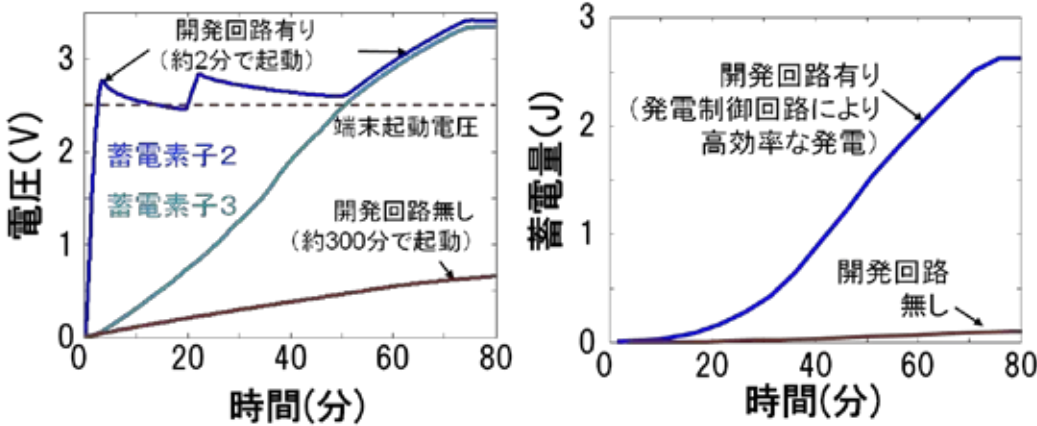 3
2
1
0
電圧(V)
開発回路有り
(約2分で起動)
端末起動電圧
蓄電素子2
蓄電素子3
開発回路無し
(約300分で起動)
0
20
40
60
80
時間(分)
3
2
1
0
蓄電量(J)
開発回路有り
(発電制御回路により
高効率な発電)
開発回路
無し
20
40
60
80
時間(分)